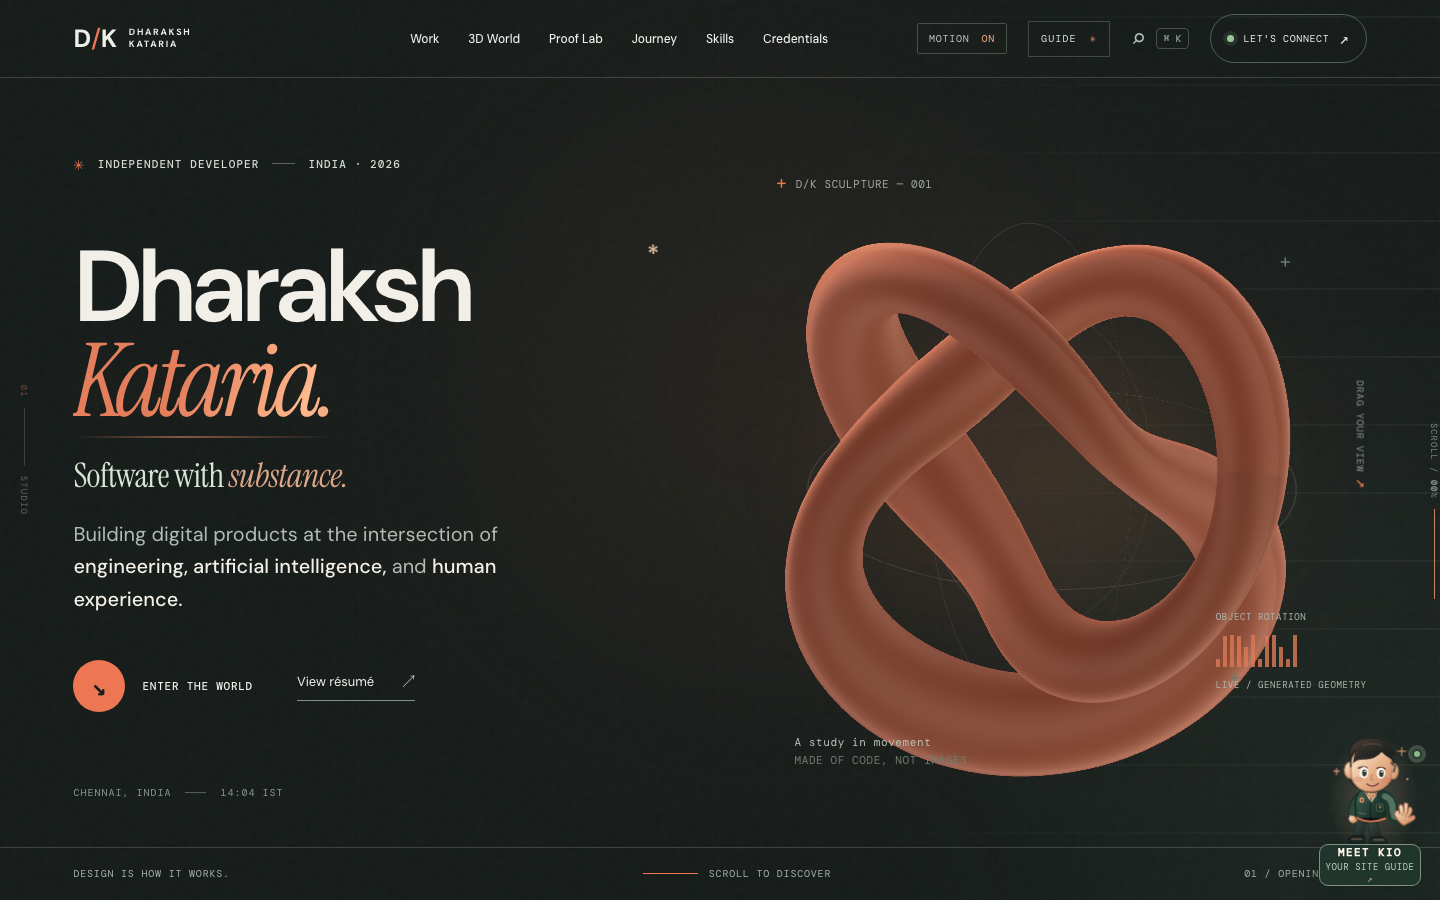 D/K DHARAKSH KATARIA
Work 3D World Proof Lab Journey Skills Credentials
MOTION ON
GUIDE ✳
⌘ K
LET'S CONNECT ↗
✳ INDEPENDENT DEVELOPER — INDIA · 2026
+ D/K SCULPTURE — 001
Dharaksh
Kataria.
Software with substance.
Building digital products at the intersection of
engineering, artificial intelligence, and human
experience.
↘ ENTER THE WORLD
View résumé ↗
CHENNAI, INDIA — 14:04 IST
01 — STUDIO
DRAG YOUR VIEW ↗
SCROLL / 00%
OBJECT ROTATION
LIVE / GENERATED GEOMETRY
A study in movement
MADE OF CODE, NOT IMAGES
MEET KIO
YOUR SITE GUIDE
↗
DESIGN IS HOW IT WORKS.
SCROLL TO DISCOVER
01 / OPENIN